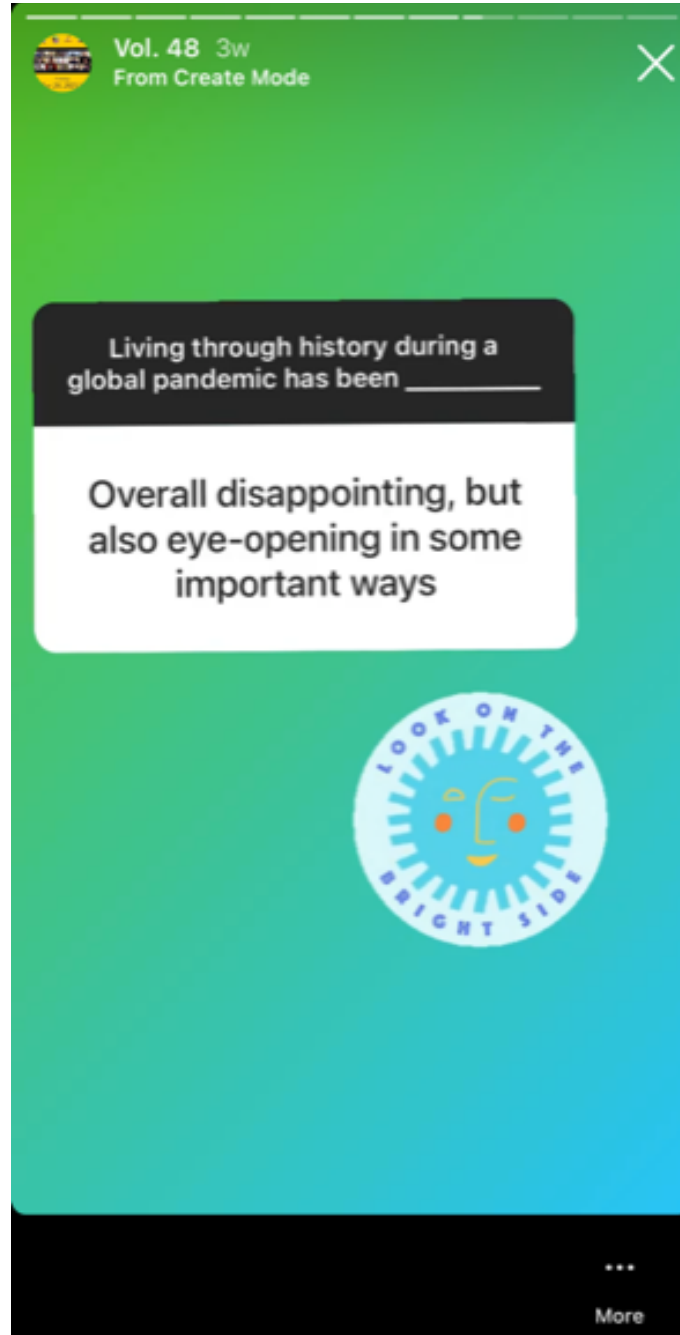 Vol. 48 3w
From Create Mode
Living through history during a
global pandemic has been __________
Overall disappointing, but
also eye-opening in some
important ways
LOOK ON THE
BRIGHT SIDE
More